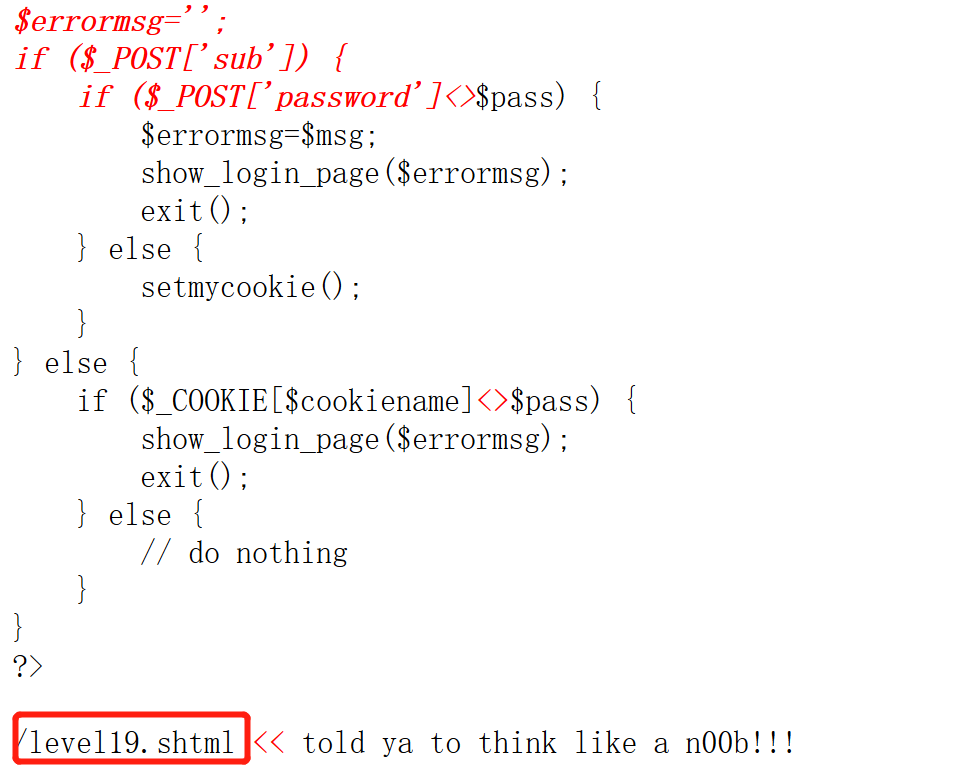 $errormsg='';
if ($_POST['sub']) {
    if ($_POST['password']<>$pass) {
        $errormsg=$msg;
        show_login_page($errormsg);
        exit();
    } else {
        setmycookie();
    }
} else {
    if ($_COOKIE[$cookiename]<>$pass) {
        show_login_page($errormsg);
        exit();
    } else {
        // do nothing
    }
}
?>
/level19.shtml << told ya to think like a n00b!!!